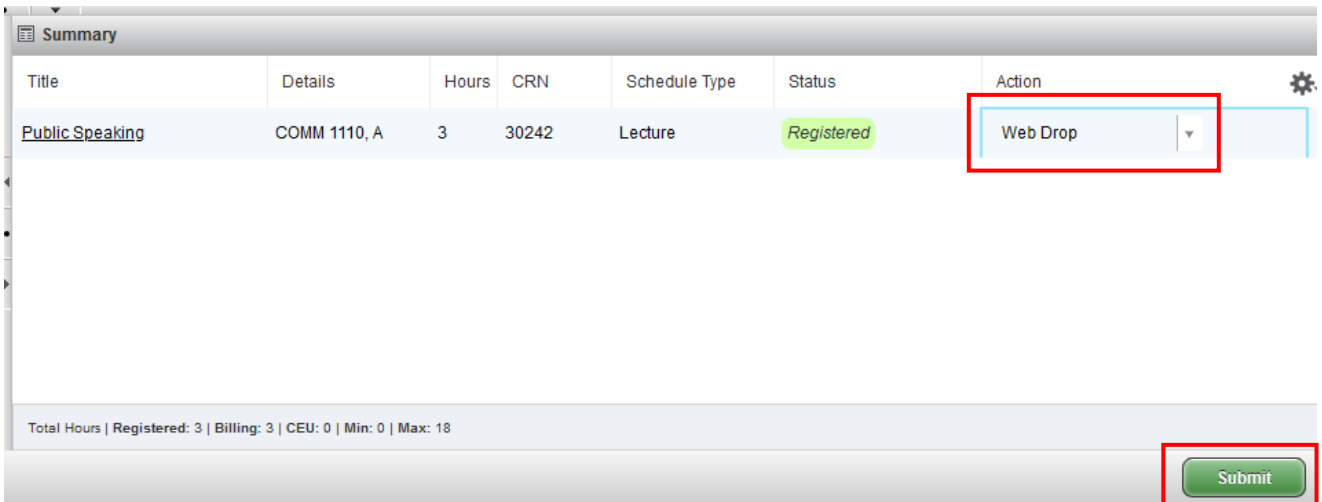 Summary
Title Details Hours CRN Schedule Type Status Action
Public Speaking COMM 1110, A 3 30242 Lecture Registered Web Drop
Total Hours | Registered: 3 | Billing: 3 | CEU: 0 | Min: 0 | Max: 18
Submit